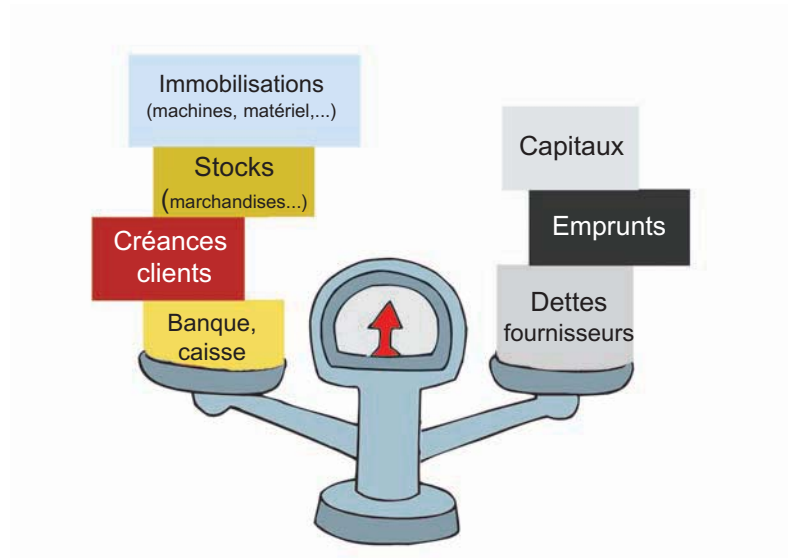 Immobilisations
(machines, matériel,...)
Stocks
(marchandises...)
Créances
clients
Banque,
caisse
Capitaux
Emprunts
Dettes
fournisseurs